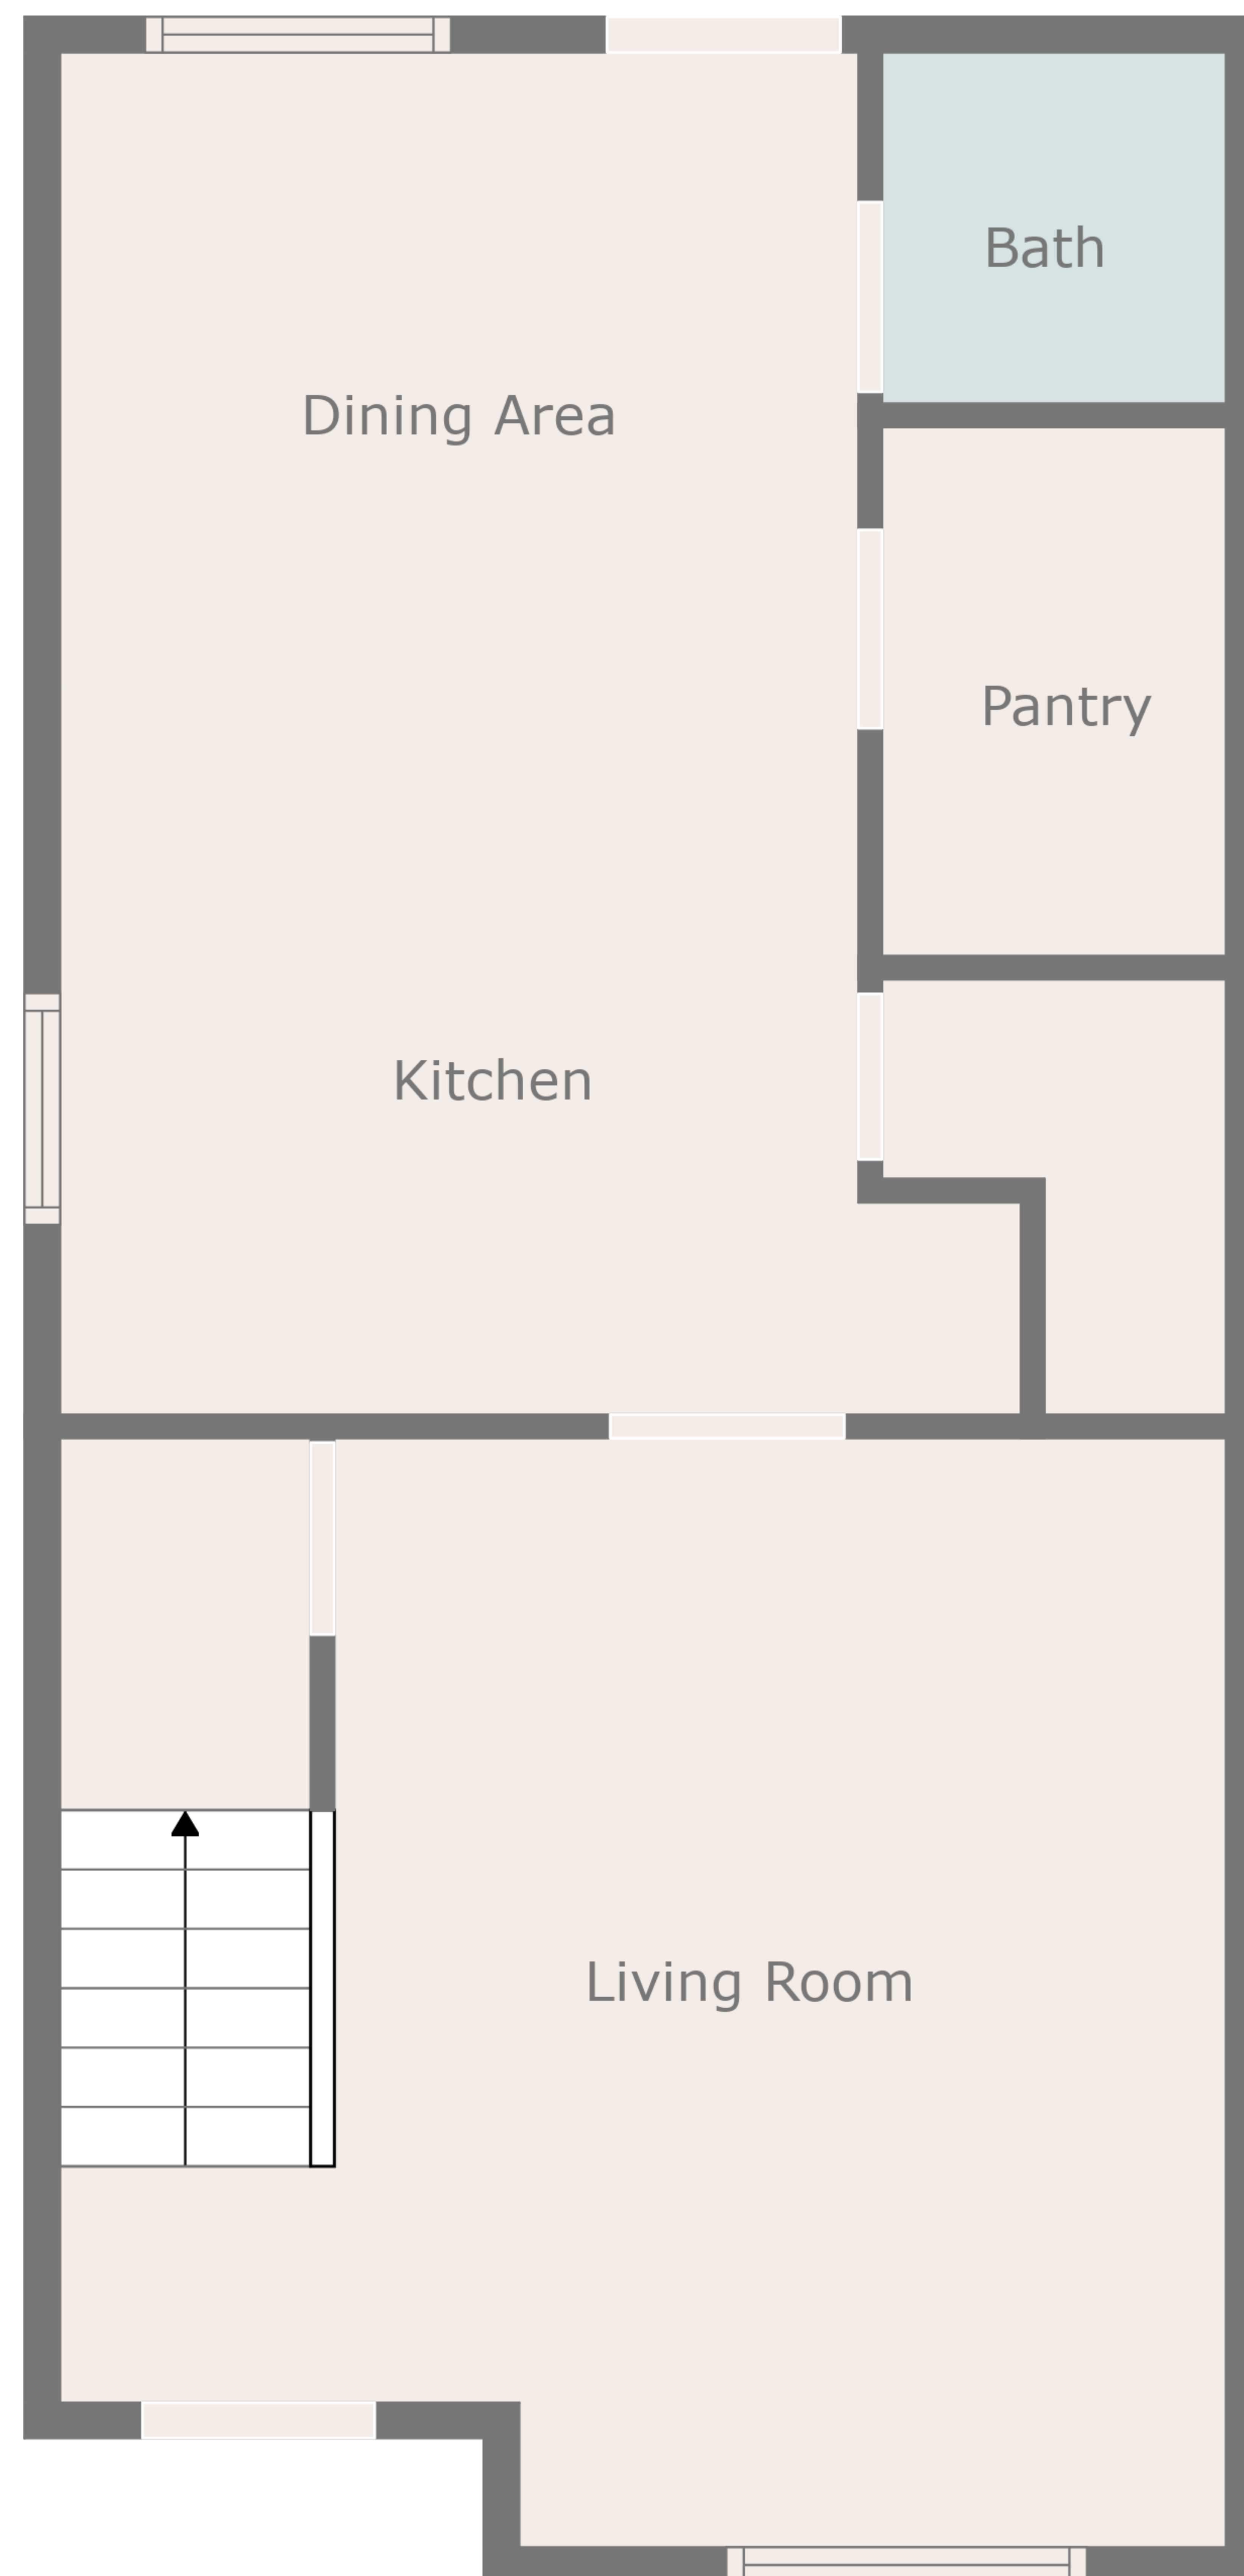 Bath
Dining Area
Pantry
Kitchen
Living Room